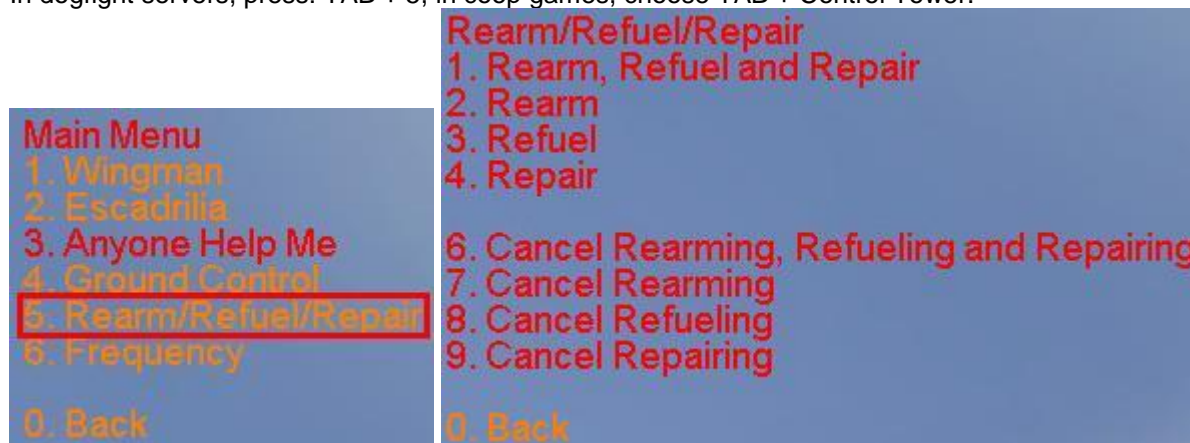 In dogfight servers, press: TAB + 5, in coop games, choose TAB + Control Tower.
Main Menu
1. Wingman
2. Escadrilia
3. Anyone Help Me
4. Ground Control
5. Rearm/Refuel/Repair
6. Frequency
0. Back
Rearm/Refuel/Repair
1. Rearm, Refuel and Repair
2. Rearm
3. Refuel
4. Repair
6. Cancel Rearming, Refueling and Repairing
7. Cancel Rearming
8. Cancel Refueling
9. Cancel Repairing
0. Back